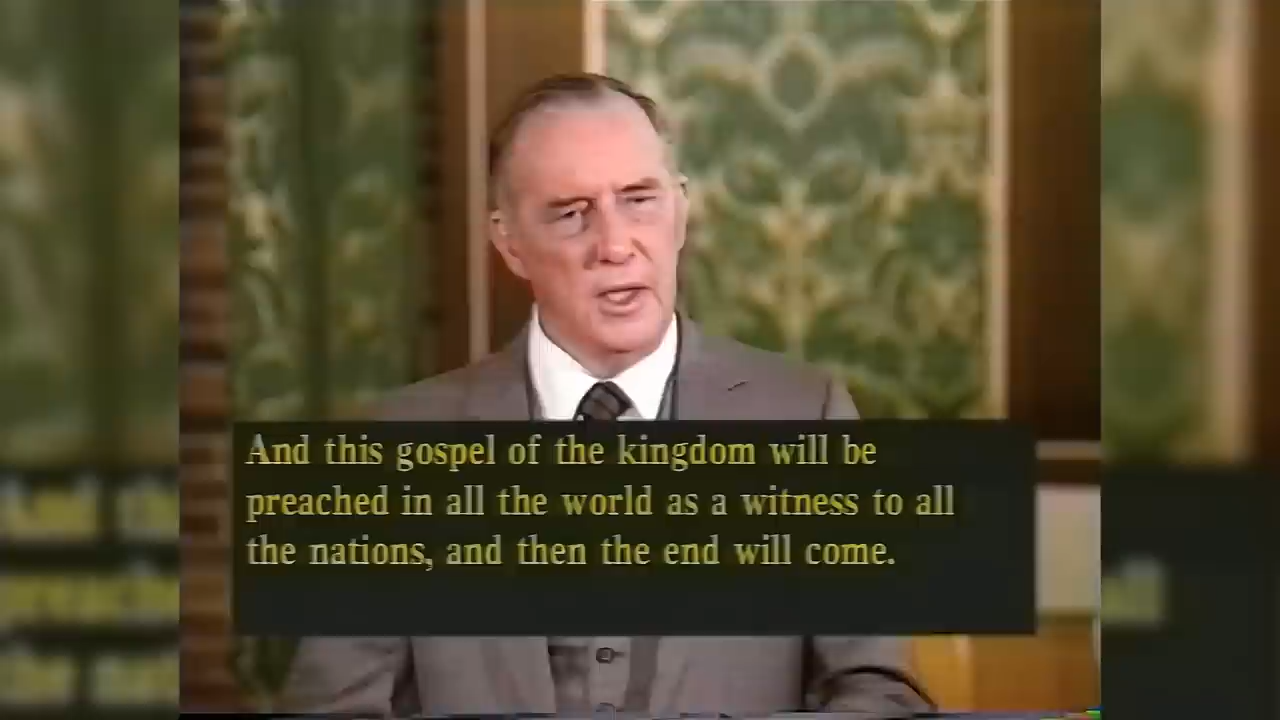 And this gospel of the kingdom will be
preached in all the world as a witness to all
the nations, and then the end will come.